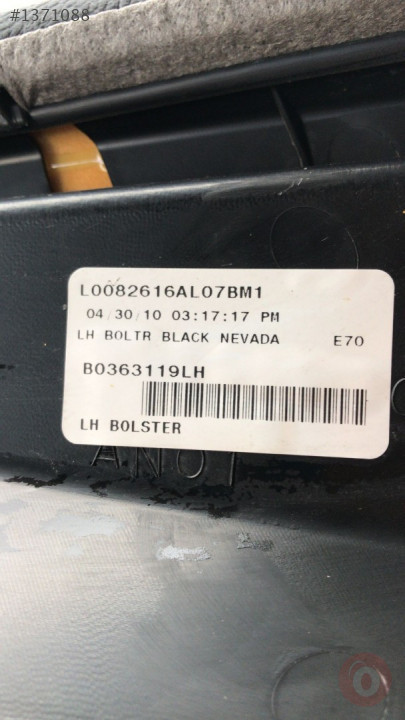 #1371088
L0082616AL07BM1
04/30/10 03:17:17 PM
LH BOLTR BLACK NEVADA E70
B0363119LH
LH BOLSTER